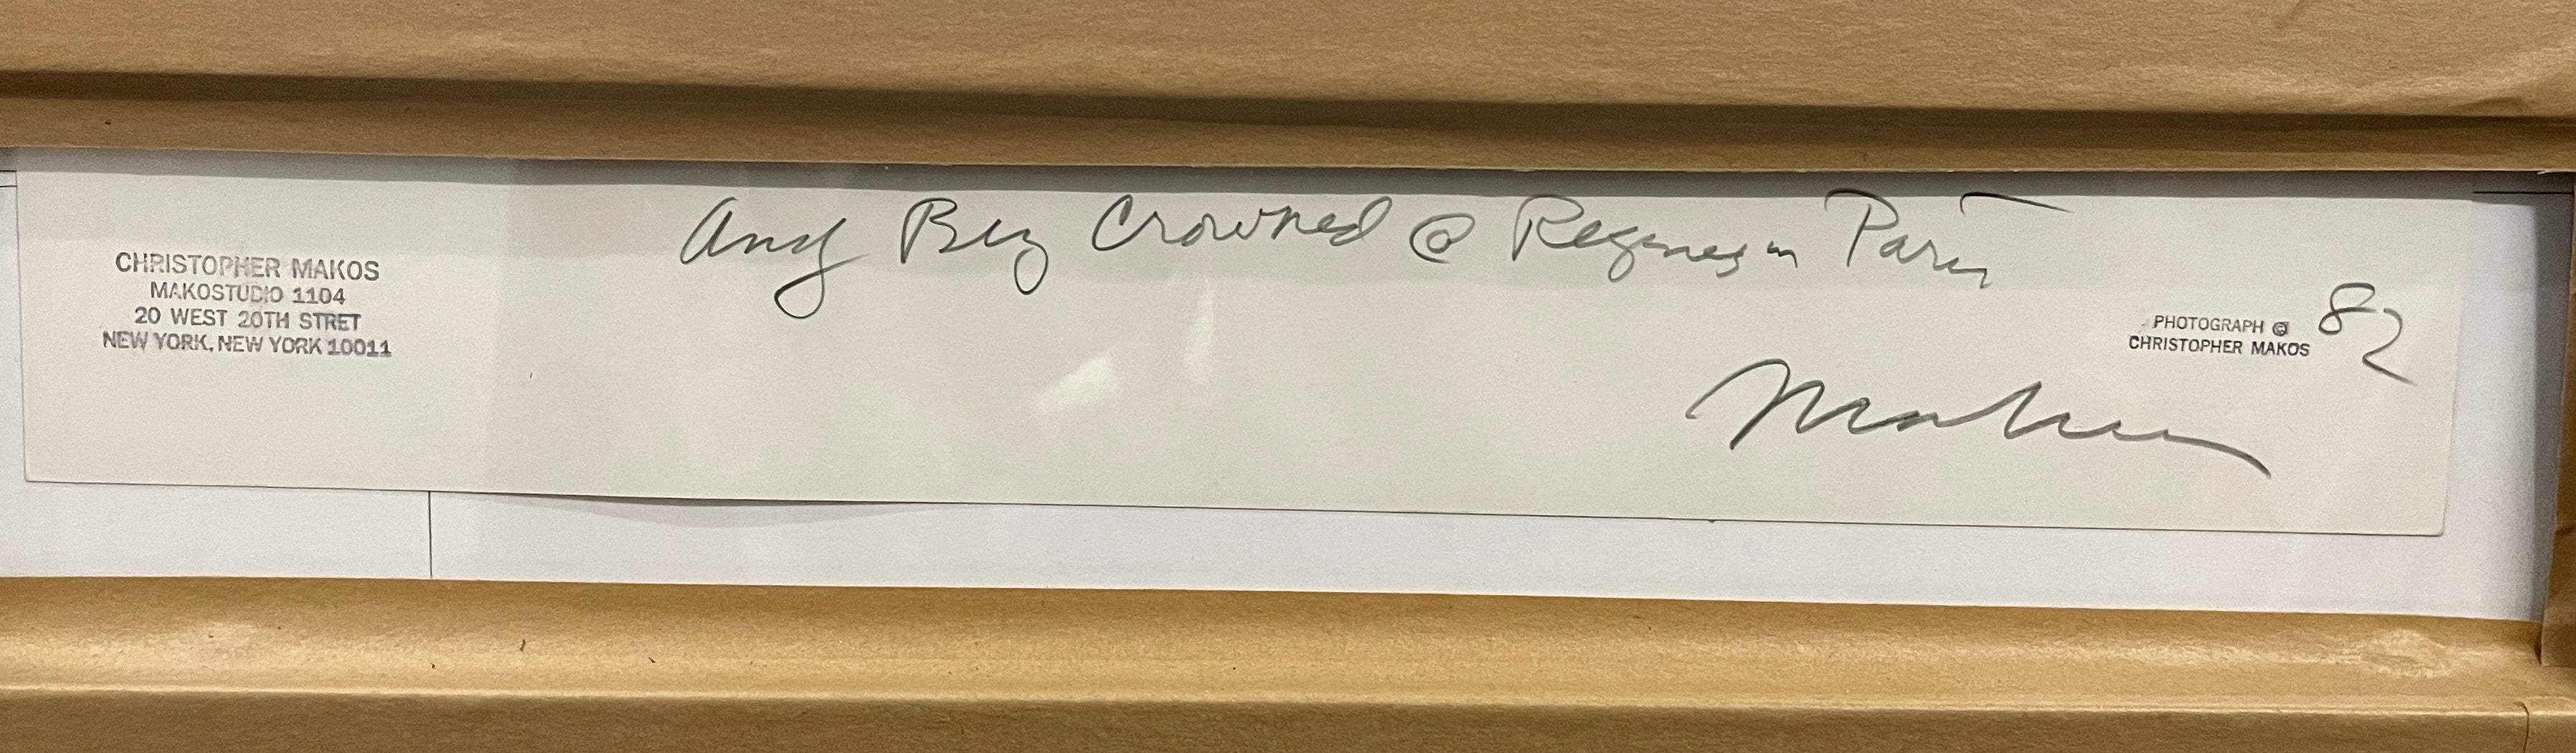 Andy Being Crowned @ Regines in Paris
CHRISTOPHER MAKOS
MAKOSTUDIO 1104
20 WEST 20TH STRET
NEW YORK, NEW YORK 10011
PHOTOGRAPH ©
CHRISTOPHER MAKOS
82
Makos